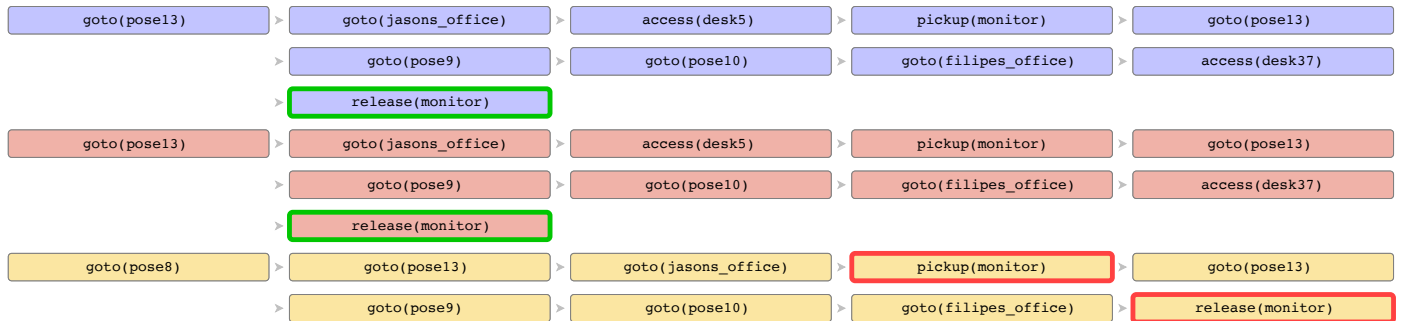 goto(pose13) goto(jasons_office) access(desk5) pickup(monitor) goto(pose13)
goto(pose9) goto(pose10) goto(filipes_office) access(desk37)
release(monitor)
goto(pose13) goto(jasons_office) access(desk5) pickup(monitor) goto(pose13)
goto(pose9) goto(pose10) goto(filipes_office) access(desk37)
release(monitor)
goto(pose8) goto(pose13) goto(jasons_office) pickup(monitor) goto(pose13)
goto(pose9) goto(pose10) goto(filipes_office) release(monitor)